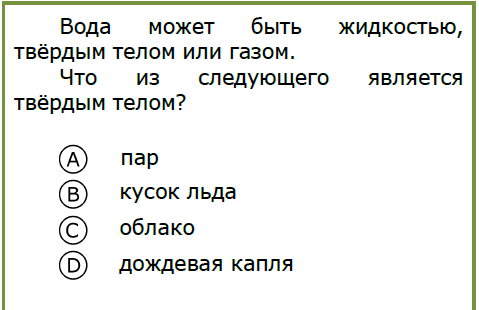 Вода может быть жидкостью,
твёрдым телом или газом.
Что из следующего является
твёрдым телом?
A пар
B кусок льда
C облако
D дождевая капля